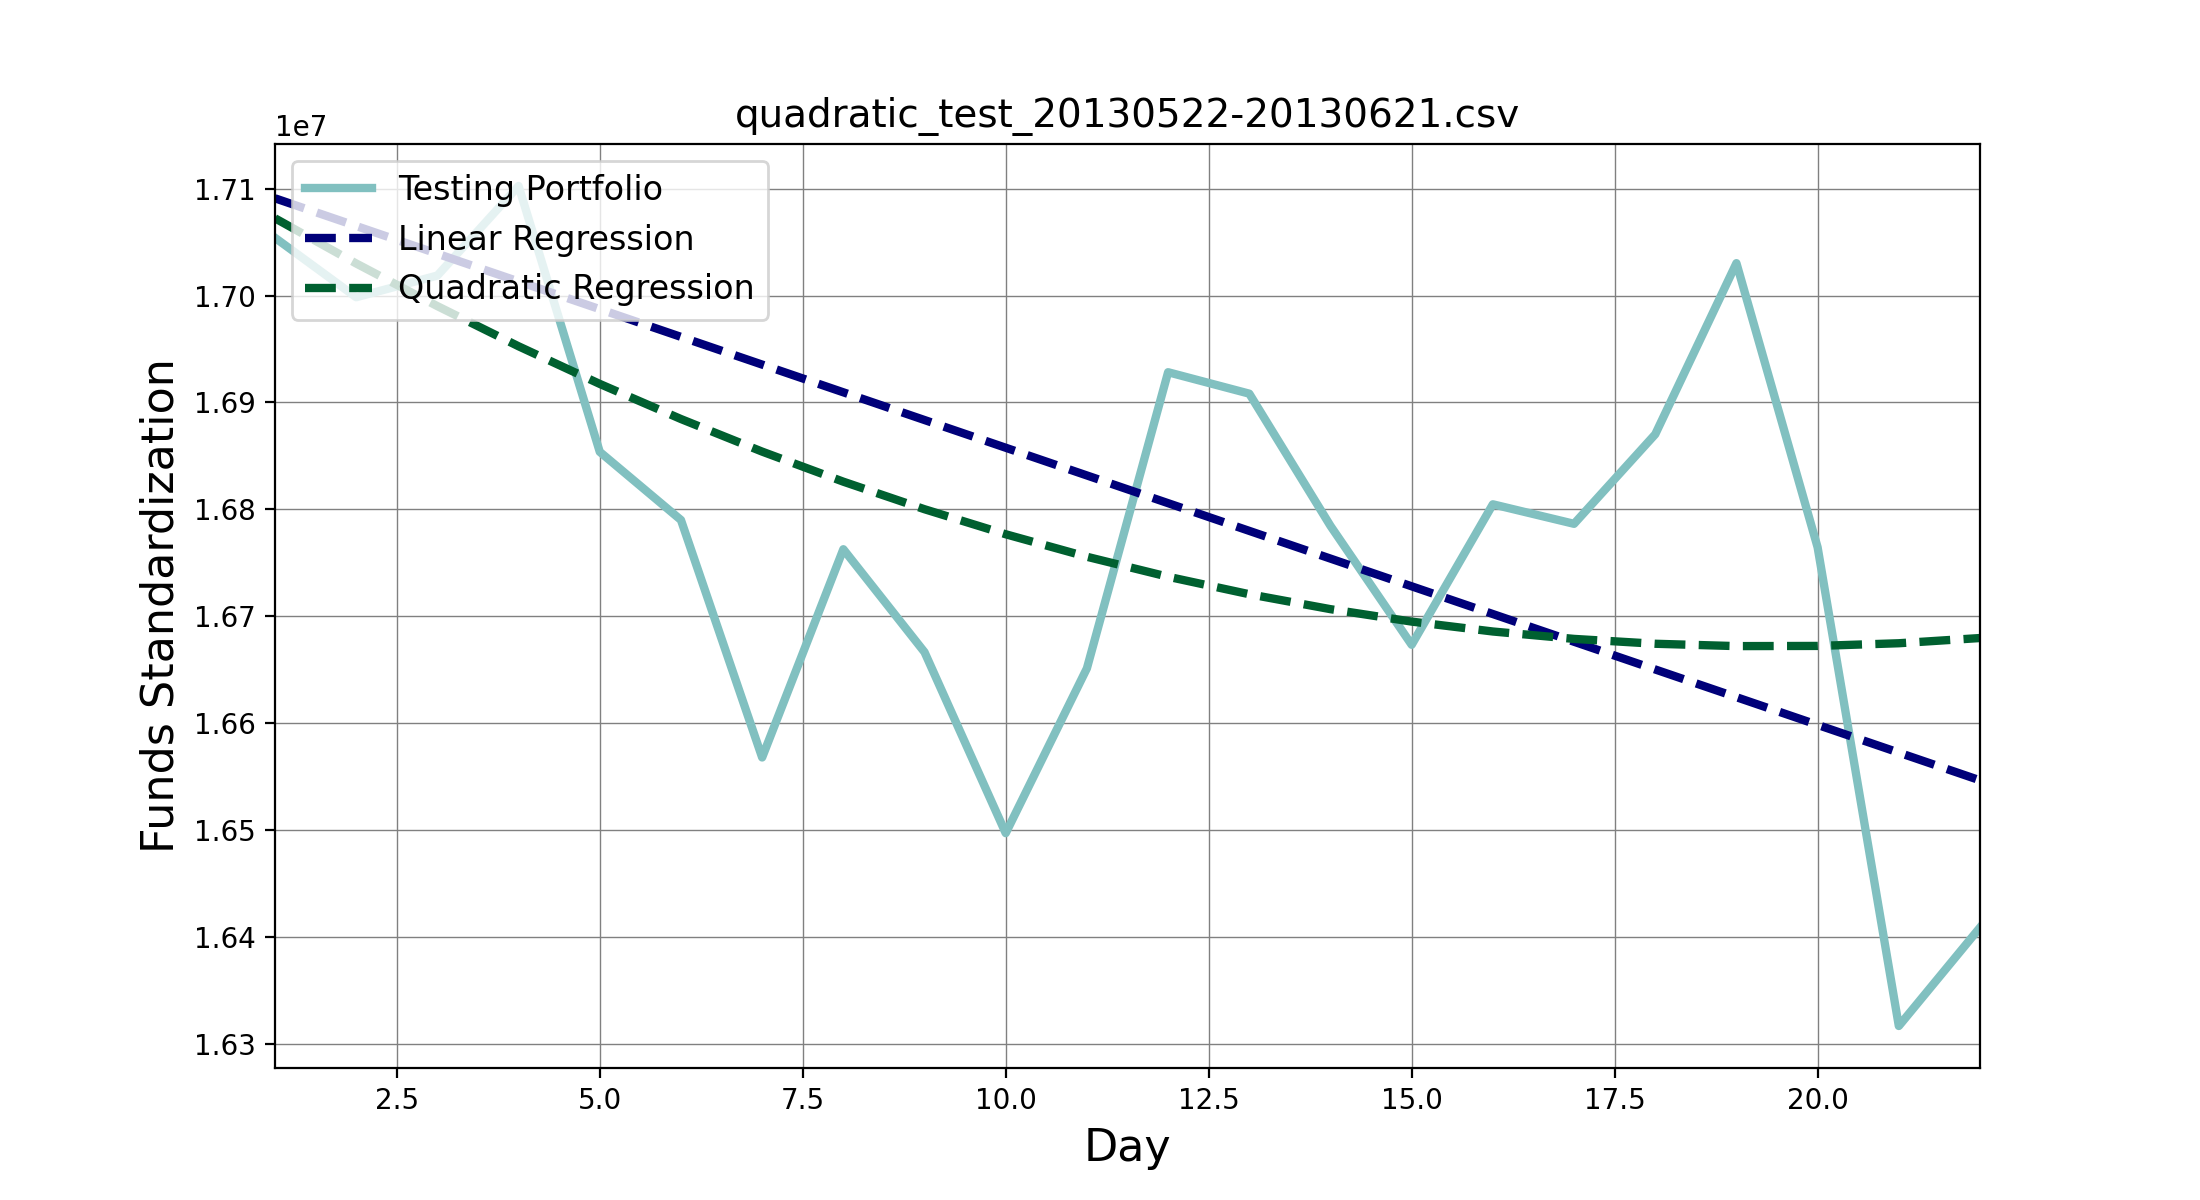 quadratic_test_20130522-20130621.csv
1e7
Testing Portfolio
Linear Regression
Quadratic Regression
1.71
1.70
1.69
1.68
1.67
1.66
1.65
1.64
1.63
Funds Standardization
2.5 5.0 7.5 10.0 12.5 15.0 17.5 20.0
Day